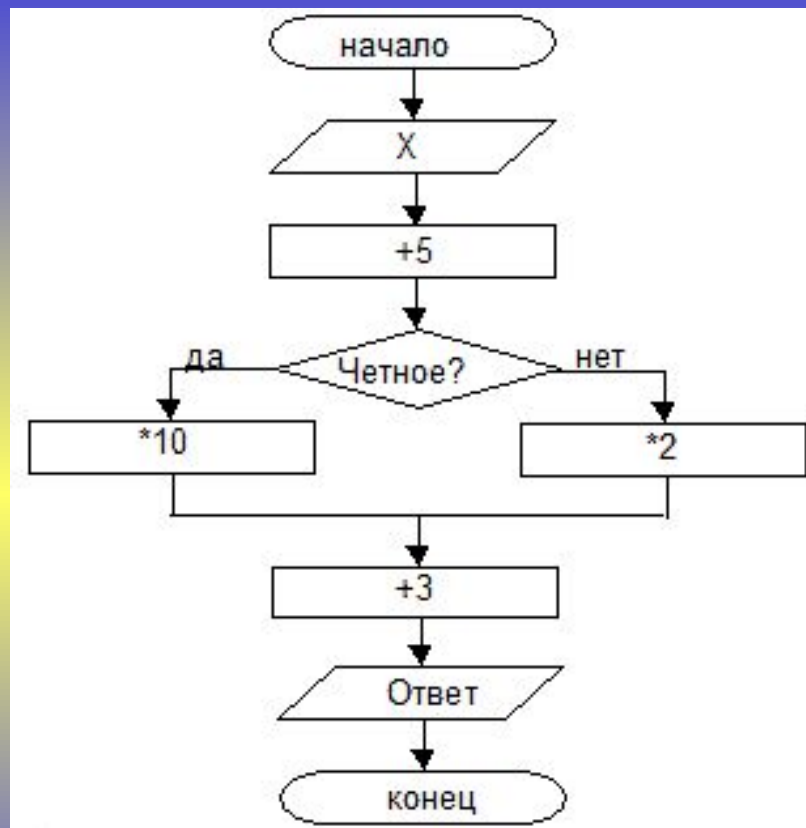 начало
X
+5
да
Четное?
нет
*10
*2
+3
Ответ
конец